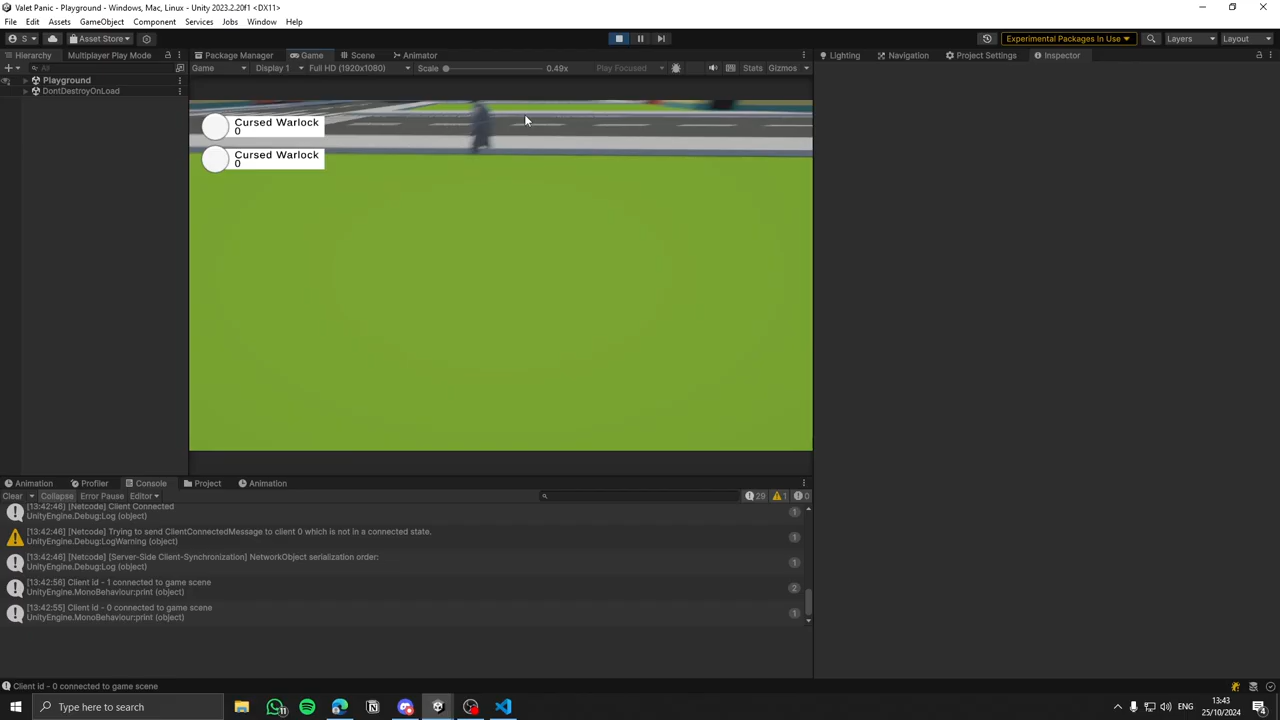 Valet Panic - Playground - Windows, Mac, Linux - Unity 2023.2.20f1 <DX11>
File Edit Assets GameObject Component Services Jobs Window Help
S Asset Store Experimental Packages In Use Layers Layout
Hierarchy Multiplayer Play Mode Package Manager Game Scene Animator Lighting Navigation Project Settings Inspector
All Game Display 1 Full HD (1920x1080) Scale 0.49x Play Focused Stats Gizmos
Playground
DontDestroyOnLoad
Cursed Warlock
0
Cursed Warlock
0
Animation Profiler Console Project Animation
Clear Collapse Error Pause Editor 29 1 0
[13:42:46] [Netcode] Client Connected 1
UnityEngine.Debug:Log (object)
[13:42:46] [Netcode] Trying to send ClientConnectedMessage to client 0 which is not in a connected state. 1
UnityEngine.Debug:LogWarning (object)
[13:42:46] [Netcode] [Server-Side Client-Synchronization] NetworkObject serialization order: 1
UnityEngine.Debug:Log (object)
[13:42:56] Client id - 1 connected to game scene 2
UnityEngine.MonoBehaviour:print (object)
[13:42:55] Client id - 0 connected to game scene 1
UnityEngine.MonoBehaviour:print (object)
Client id - 0 connected to game scene
Type here to search 11 ENG 13:43 4
25/10/2024